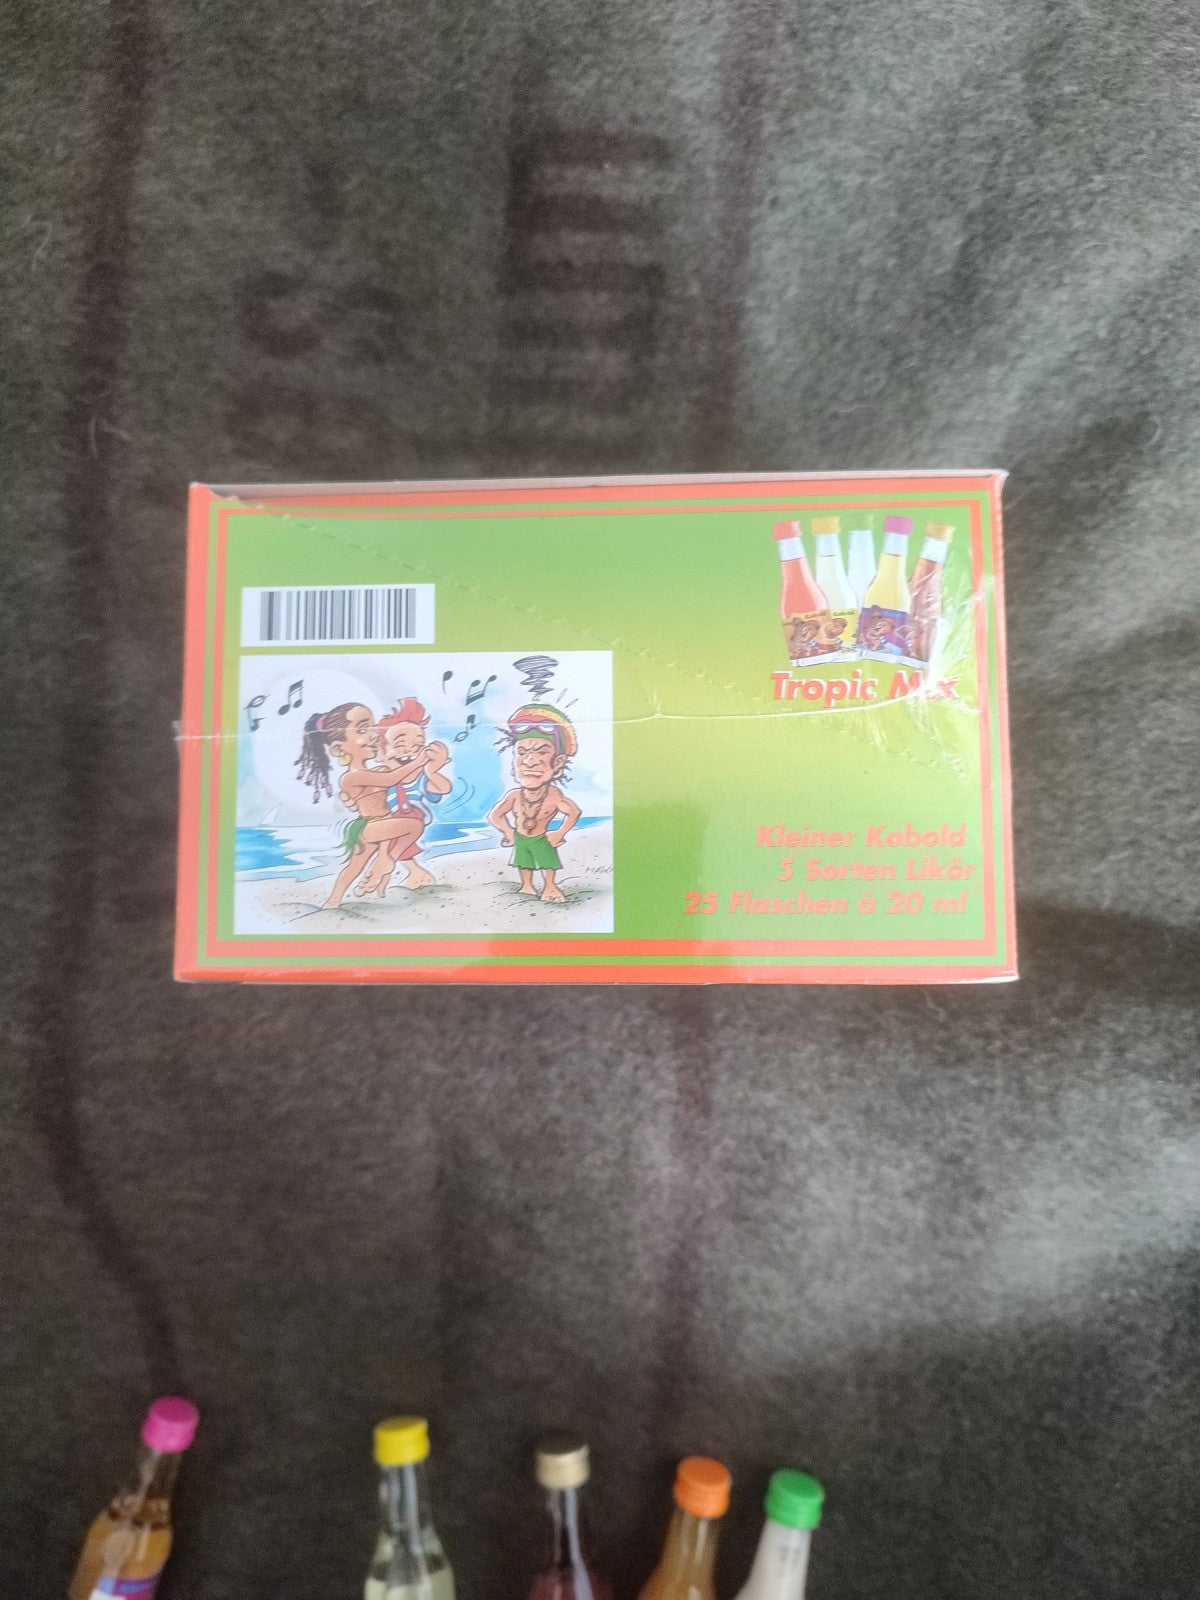 Tropic Mix
Kleiner Kobold
5 Sorten Likör
25 Flaschen á 20 ml